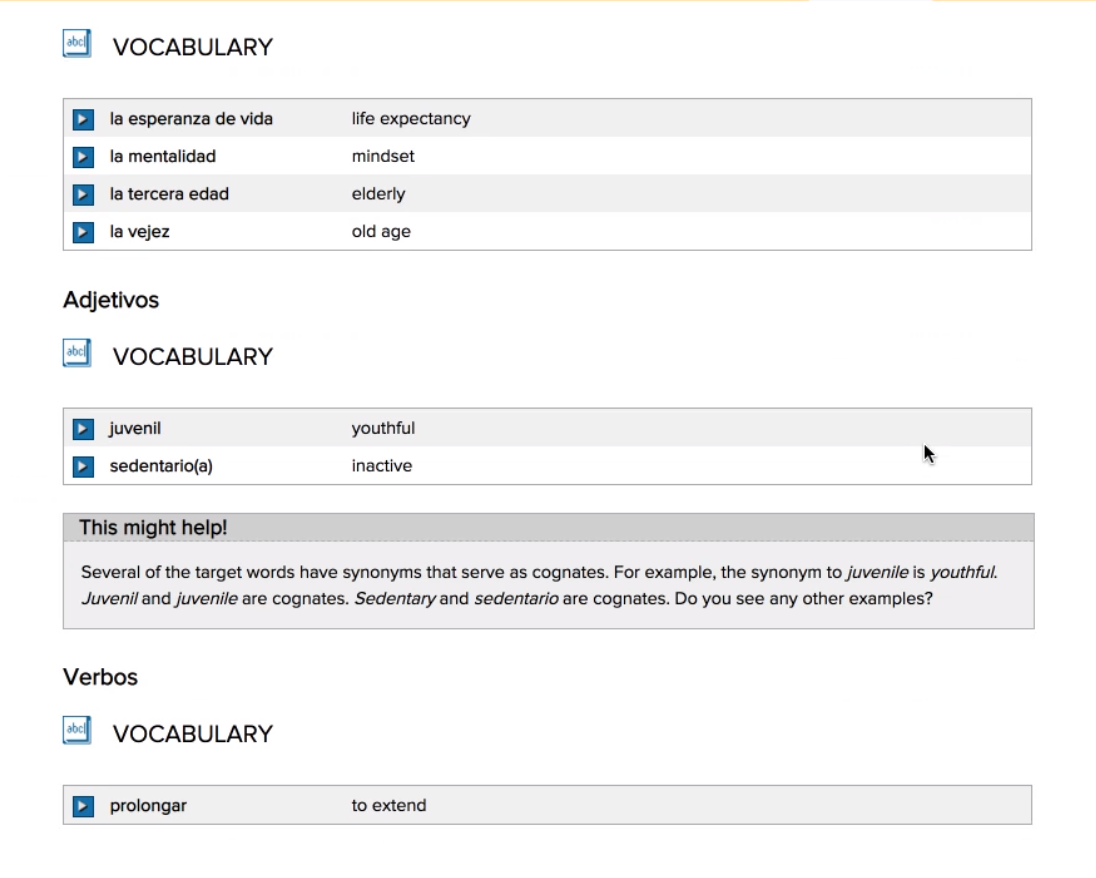 abcl VOCABULARY
la esperanza de vida life expectancy
la mentalidad mindset
la tercera edad elderly
la vejez old age
Adjetivos
abcl VOCABULARY
juvenil youthful
sedentario(a) inactive
This might help!
Several of the target words have synonyms that serve as cognates. For example, the synonym to juvenile is youthful.
Juvenil and juvenile are cognates. Sedentary and sedentario are cognates. Do you see any other examples?
Verbos
abcl VOCABULARY
prolongar to extend